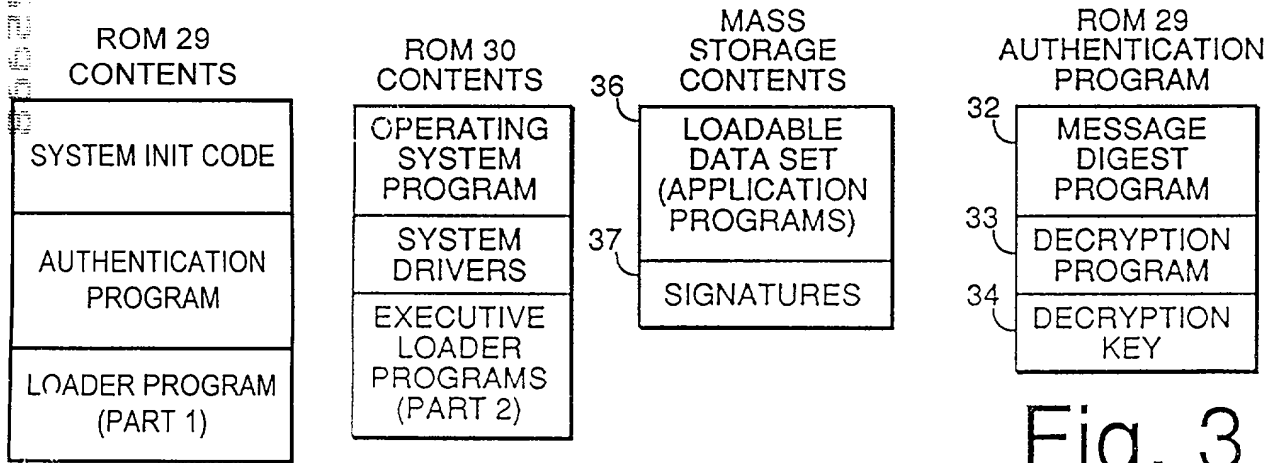 ROM 29
CONTENTS
SYSTEM INIT CODE
AUTHENTICATION
PROGRAM
LOADER PROGRAM
(PART 1)
ROM 30
CONTENTS
OPERATING
SYSTEM
PROGRAM
SYSTEM
DRIVERS
EXECUTIVE
LOADER
PROGRAMS
(PART 2)
MASS
STORAGE
CONTENTS
36
LOADABLE
DATA SET
(APPLICATION
PROGRAMS)
37
SIGNATURES
ROM 29
AUTHENTICATION
PROGRAM
32
MESSAGE
DIGEST
PROGRAM
33
DECRYPTION
PROGRAM
34
DECRYPTION
KEY
Fig. 3